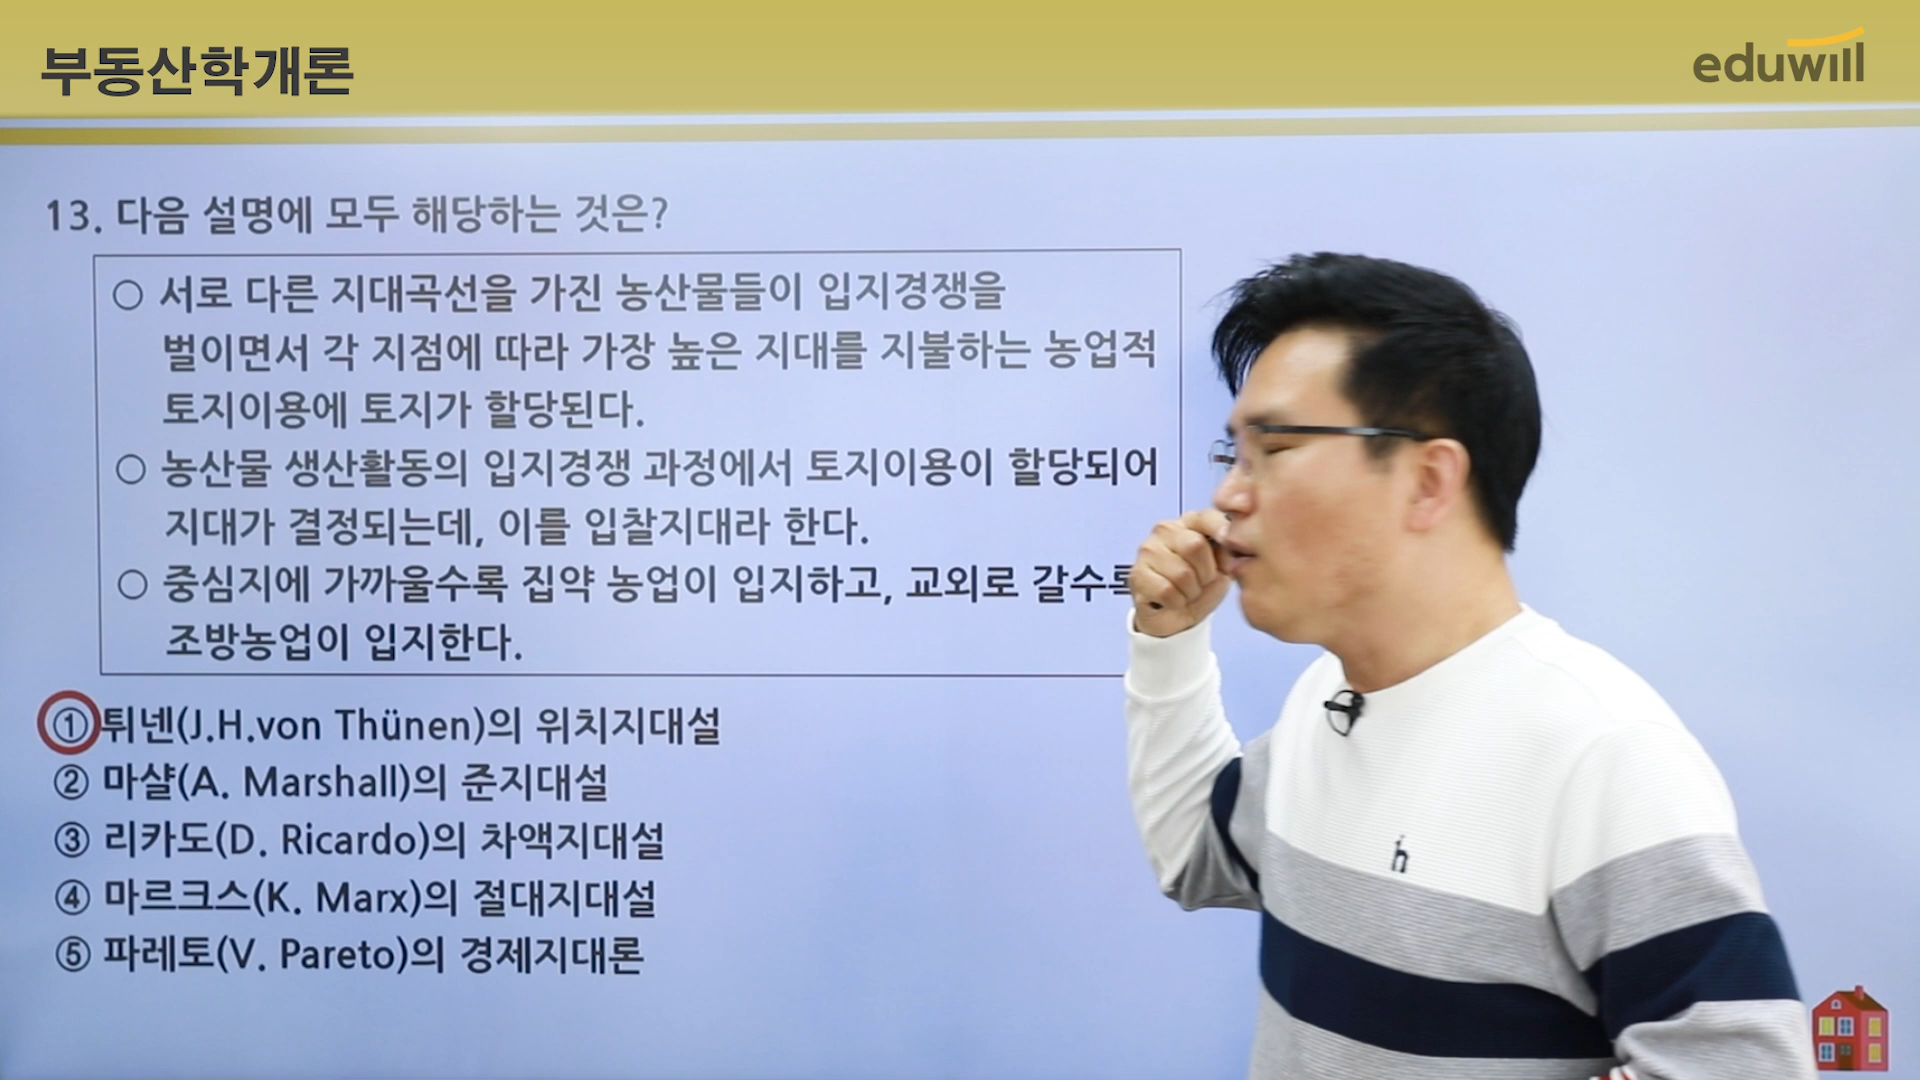 부동산학개론
eduwill
13. 다음 설명에 모두 해당하는 것은?
○ 서로 다른 지대곡선을 가진 농산물들이 입지경쟁을
벌이면서 각 지점에 따라 가장 높은 지대를 지불하는 농업적
토지이용에 토지가 할당된다.
○ 농산물 생산활동의 입지경쟁 과정에서 토지이용이 할당되어
지대가 결정되는데, 이를 입찰지대라 한다.
○ 중심지에 가까울수록 집약 농업이 입지하고, 교외로 갈수록
조방농업이 입지한다.
① 튀넨(J.H.von Thünen)의 위치지대설
② 마샬(A. Marshall)의 준지대설
③ 리카도(D. Ricardo)의 차액지대설
④ 마르크스(K. Marx)의 절대지대설
⑤ 파레토(V. Pareto)의 경제지대론
h